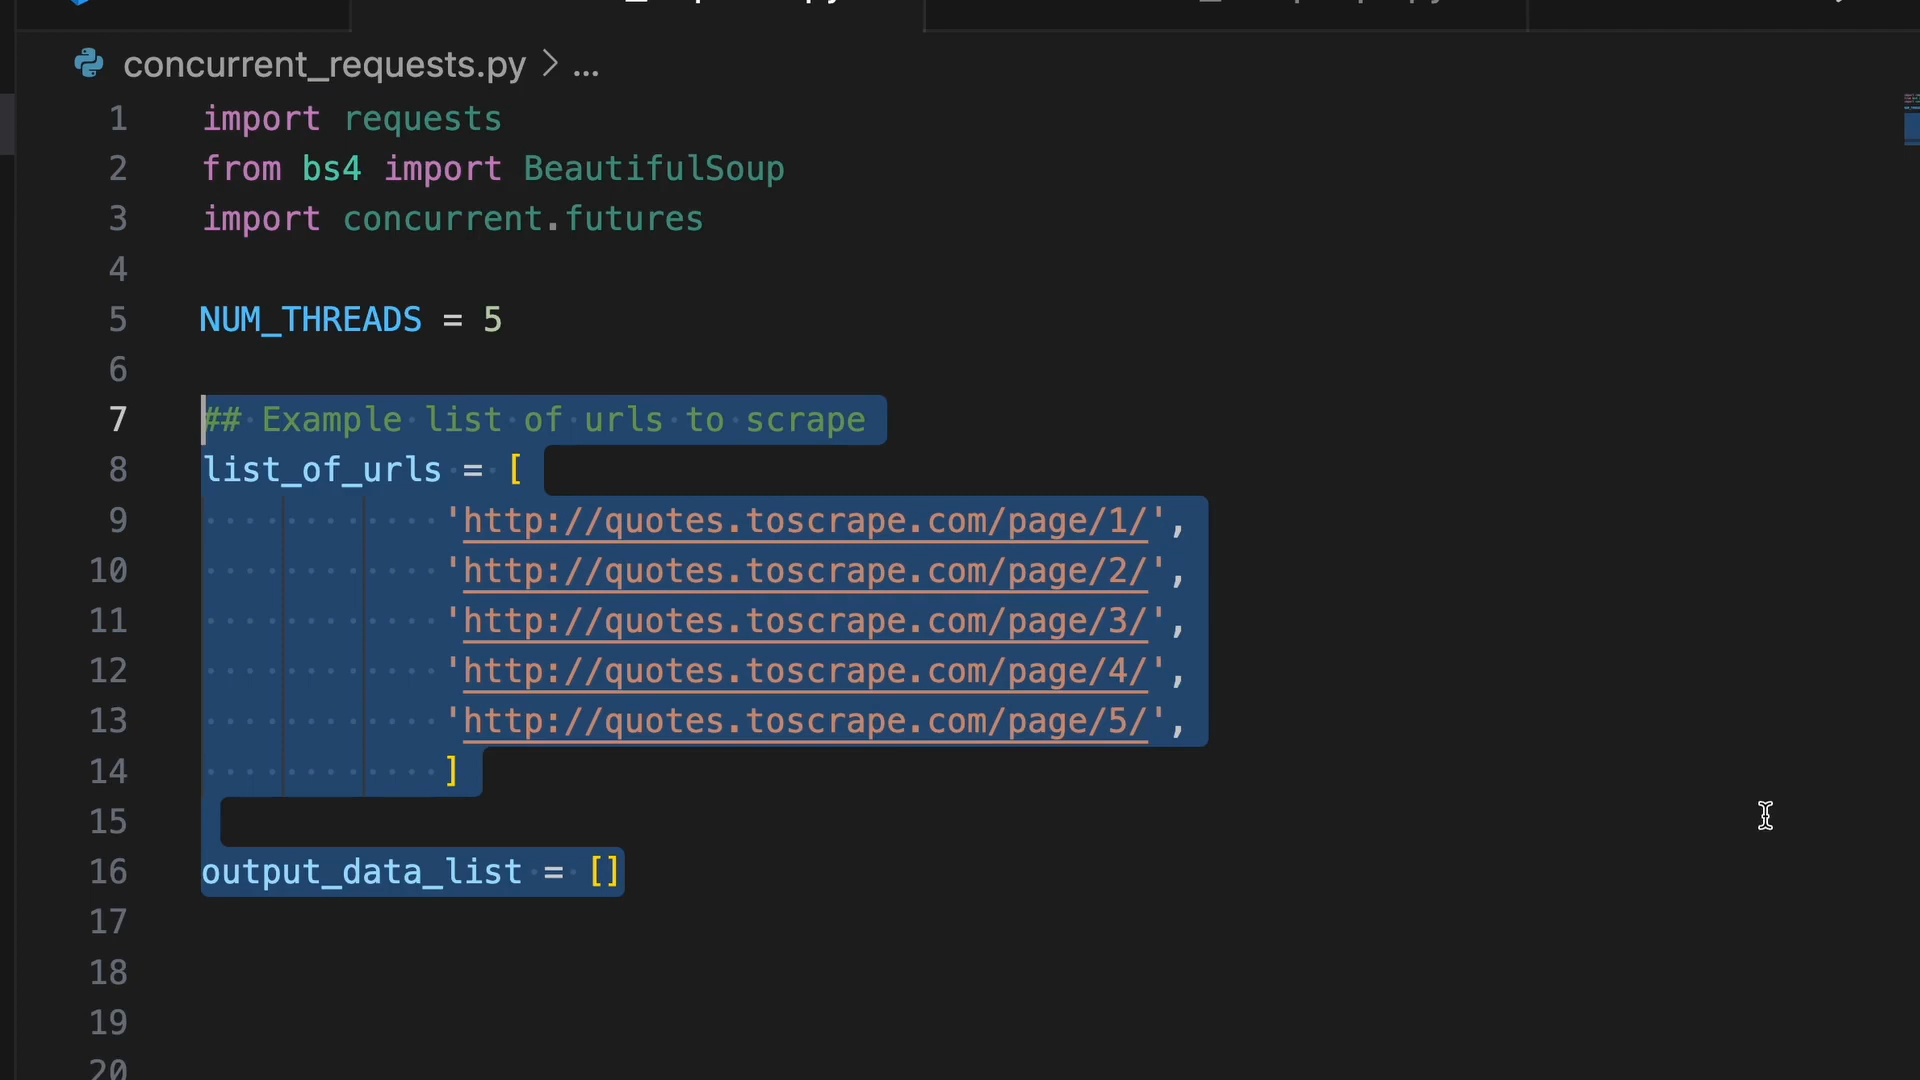 concurrent_requests.py > ...
1 import requests
2 from bs4 import BeautifulSoup
3 import concurrent.futures
4
5 NUM_THREADS = 5
6
7 ## Example list of urls to scrape
8 list_of_urls = [
9 'http://quotes.toscrape.com/page/1/',
10 'http://quotes.toscrape.com/page/2/',
11 'http://quotes.toscrape.com/page/3/',
12 'http://quotes.toscrape.com/page/4/',
13 'http://quotes.toscrape.com/page/5/',
14 ]
15
16 output_data_list = []
17
18
19
20